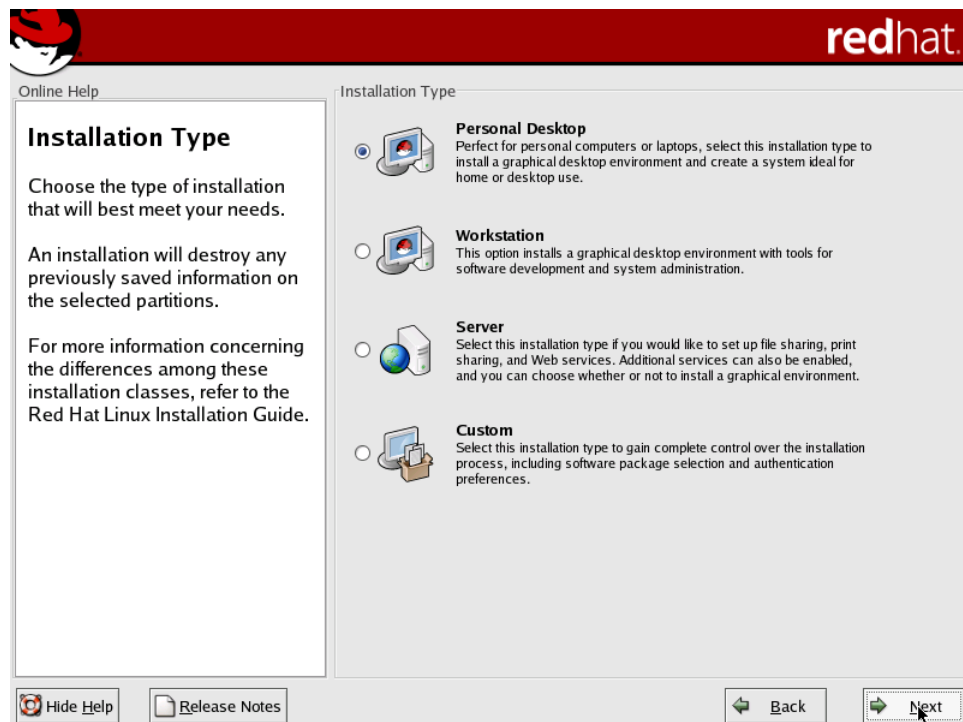 redhat.
Online Help
Installation Type
Choose the type of installation
that will best meet your needs.
An installation will destroy any
previously saved information on
the selected partitions.
For more information concerning
the differences among these
installation classes, refer to the
Red Hat Linux Installation Guide.
Installation Type
Personal Desktop
Perfect for personal computers or laptops, select this installation type to
install a graphical desktop environment and create a system ideal for
home or desktop use.
Workstation
This option installs a graphical desktop environment with tools for
software development and system administration.
Server
Select this installation type if you would like to set up file sharing, print
sharing, and Web services. Additional services can also be enabled,
and you can choose whether or not to install a graphical environment.
Custom
Select this installation type to gain complete control over the installation
process, including software package selection and authentication
preferences.
Hide Help
Release Notes
Back
Next